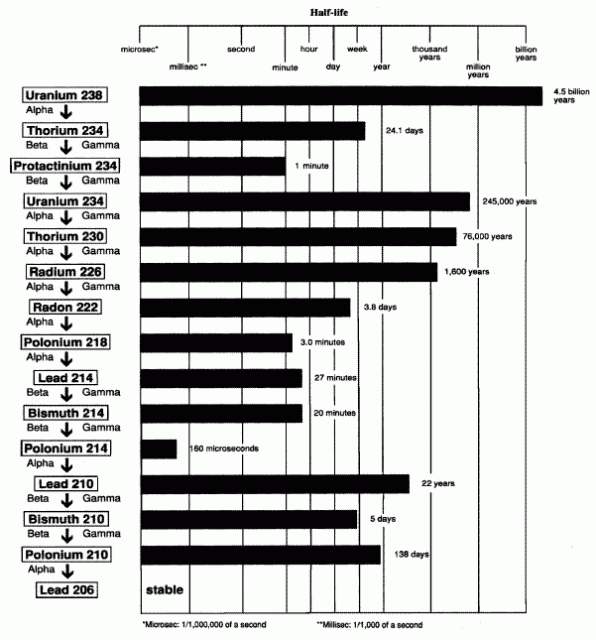 Half-life
microsec* second hour week thousand years billion years
millisec ** minute day year million years
Uranium 238 4.5 billion years
Alpha
Thorium 234 24.1 days
Beta Gamma
Protactinium 234 1 minute
Beta Gamma
Uranium 234 245,000 years
Alpha Gamma
Thorium 230 76,000 years
Alpha Gamma
Radium 226 1,600 years
Alpha Gamma
Radon 222 3.8 days
Alpha
Polonium 218 3.0 minutes
Alpha
Lead 214 27 minutes
Beta Gamma
Bismuth 214 20 minutes
Beta Gamma
Polonium 214 160 microseconds
Alpha
Lead 210 22 years
Beta Gamma
Bismuth 210 5 days
Beta Gamma
Polonium 210 138 days
Alpha
Lead 206 stable
*Microsec: 1/1,000,000 of a second **Millisec: 1/1,000 of a second